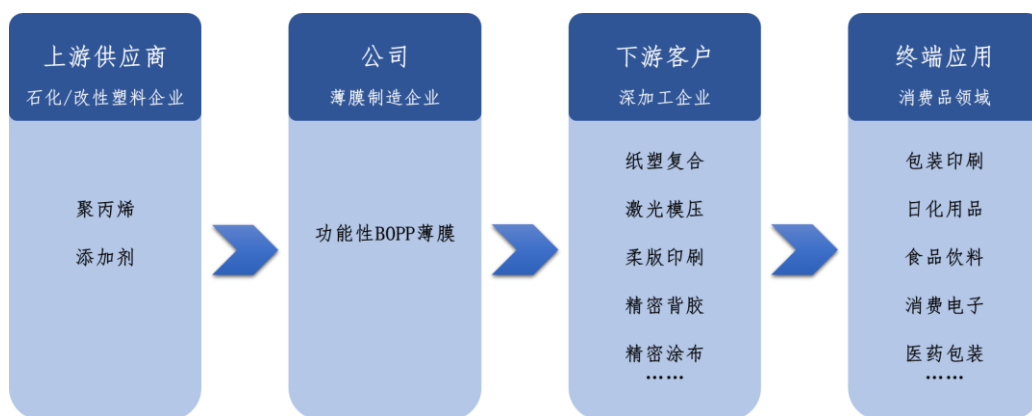 上游供应商
石化/改性塑料企业
聚丙烯
添加剂
公司
薄膜制造企业
功能性BOPP薄膜
下游客户
深加工企业
纸塑复合
激光模压
柔版印刷
精密背胶
精密涂布
……
终端应用
消费品领域
包装印刷
日化用品
食品饮料
消费电子
医药包装
……